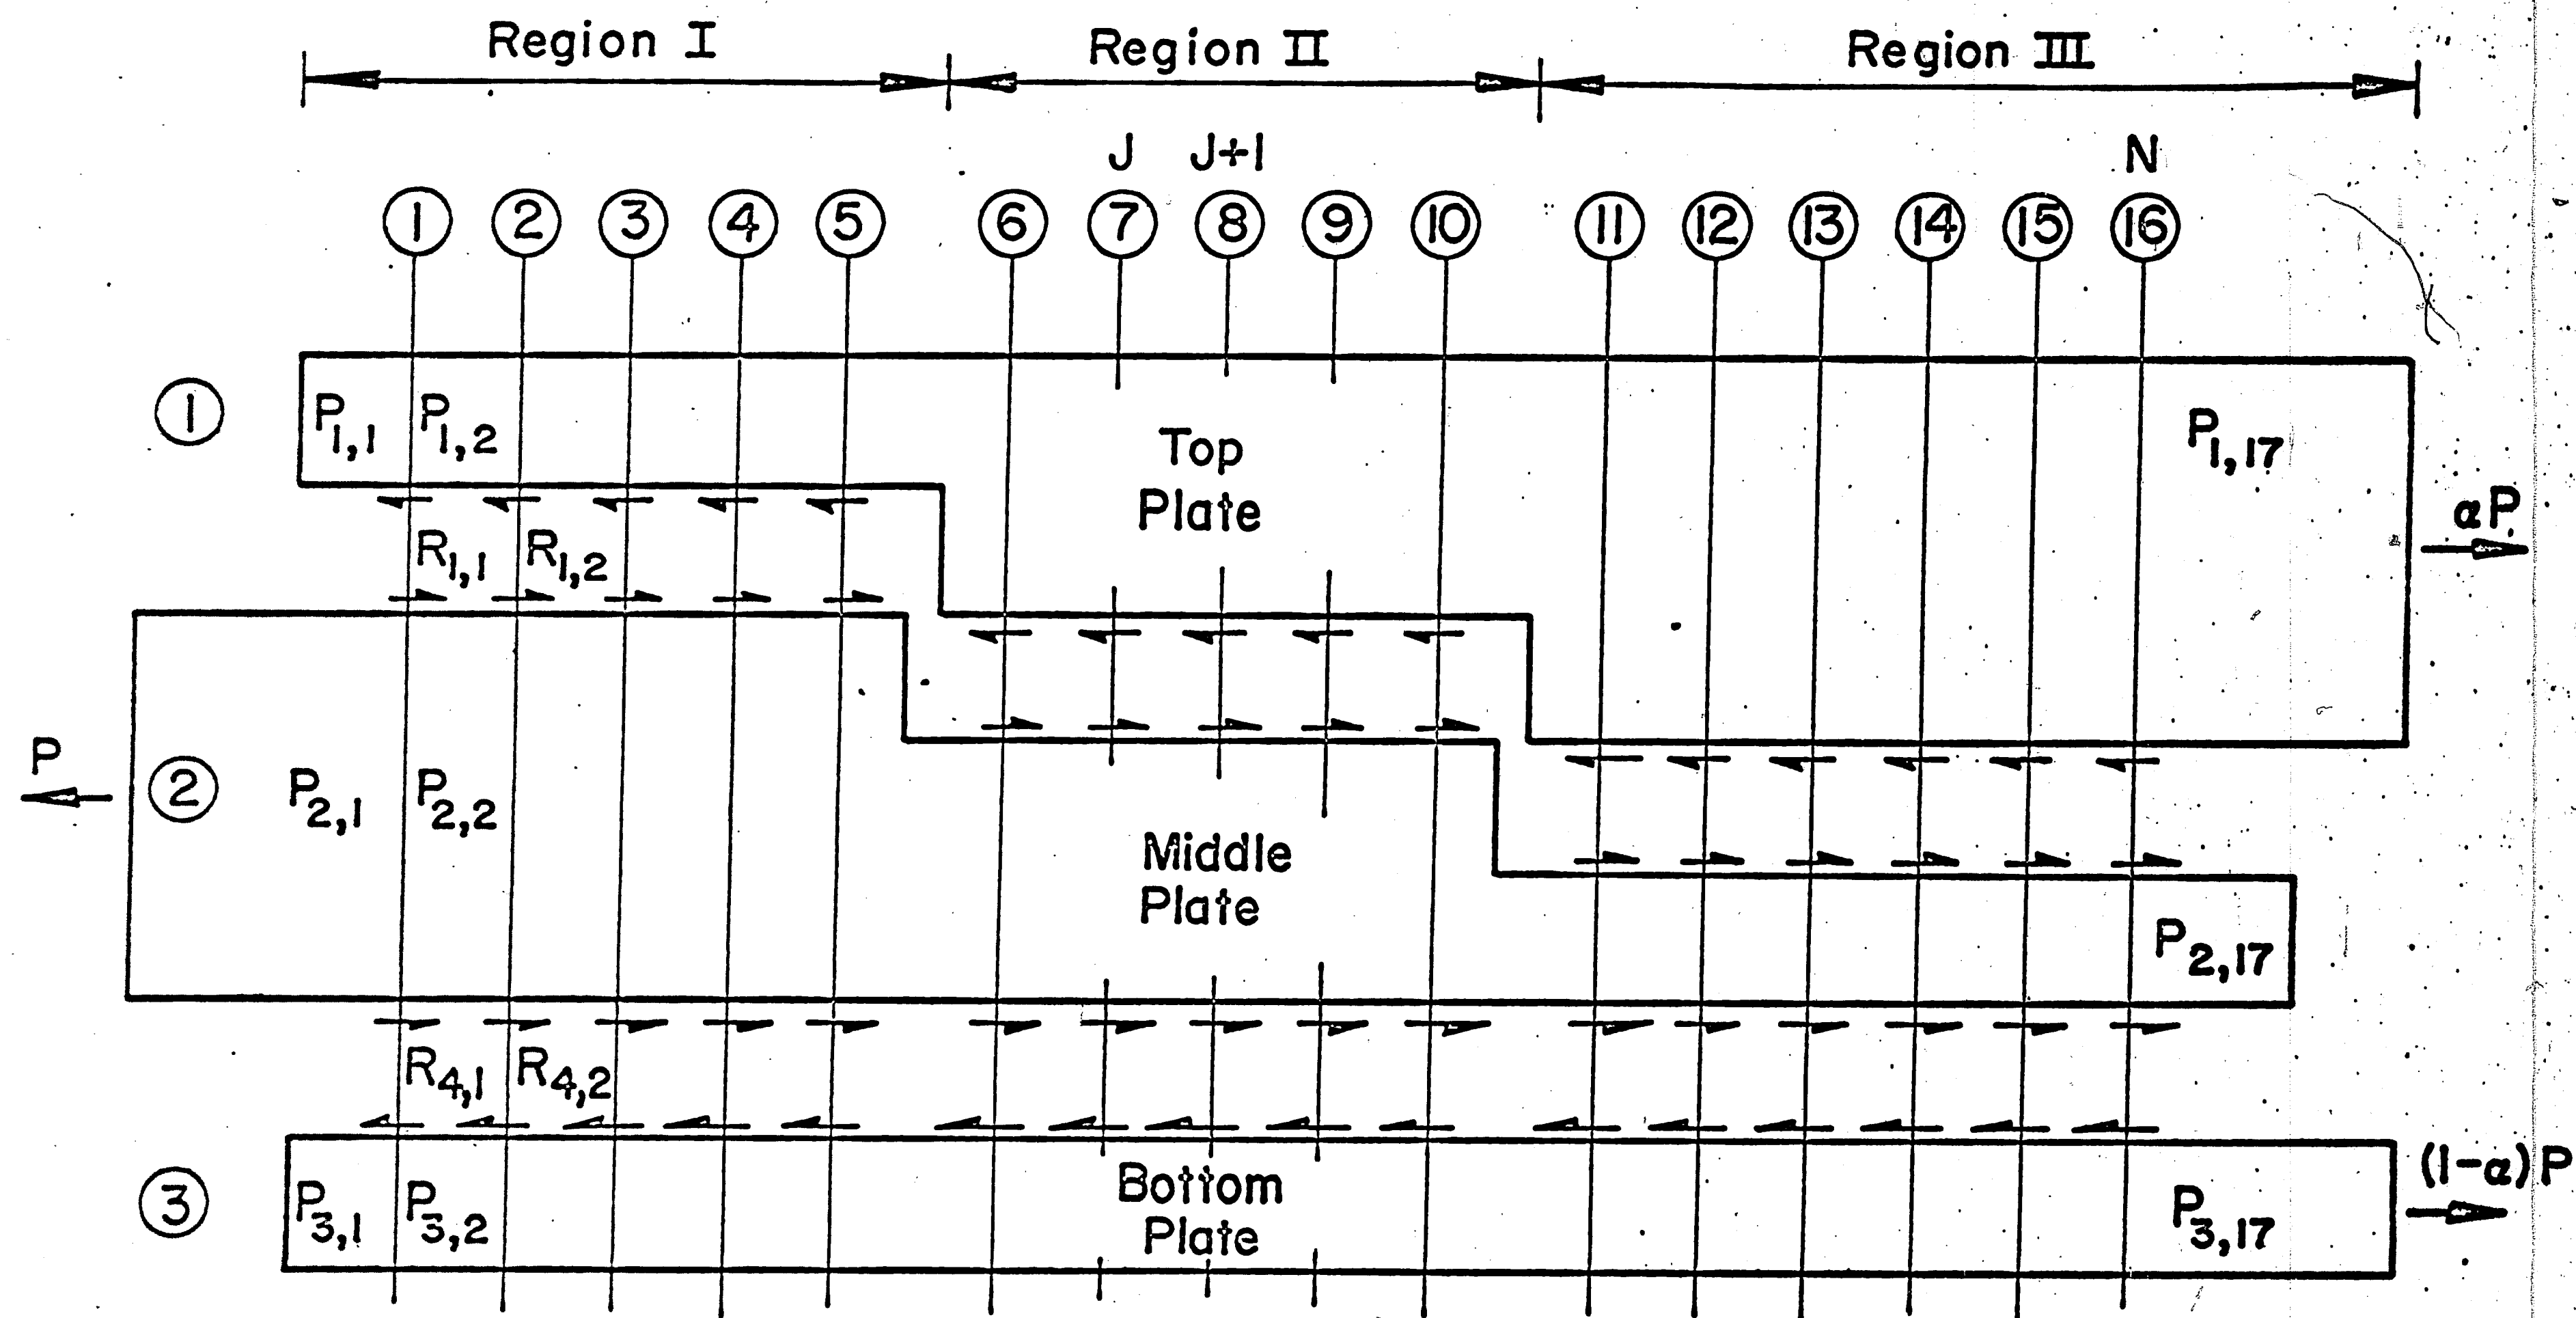 Region I Region II Region III
J J+1 N
1 2 3 4 5 6 7 8 9 10 11 12 13 14 15 16
1 P1,1 P1,2 Top Plate P1,17
αP
R1,1 R1,2
P
2 P2,1 P2,2 Middle Plate P2,17
R4,1 R4,2
3 P3,1 P3,2 Bottom Plate P3,17
(1-α)P